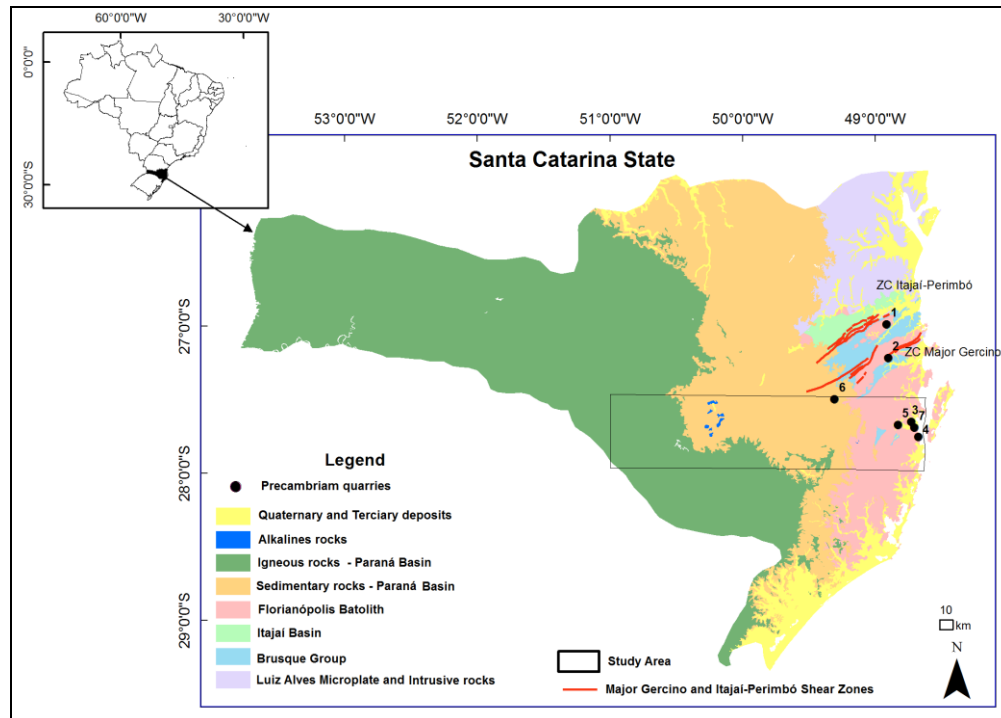 60°0'0"W 30°0'0"W
0°0'0"
30°0'0"S
53°0'0"W 52°0'0"W 51°0'0"W 50°0'0"W 49°0'0"W
Santa Catarina State
ZC Itajaí-Perimbó
1
27°0'0"S
2
ZC Major Gercino
6
5 3
7
4
28°0'0"S
29°0'0"S
Legend
Precambriam quarries
Quaternary and Terciary deposits
Alkalines rocks
Igneous rocks - Paraná Basin
Sedimentary rocks - Paraná Basin
Florianópolis Batolith
Itajaí Basin
Brusque Group
Luiz Alves Microplate and Intrusive rocks
Study Area
Major Gercino and Itajaí-Perimbó Shear Zones
10
km
N